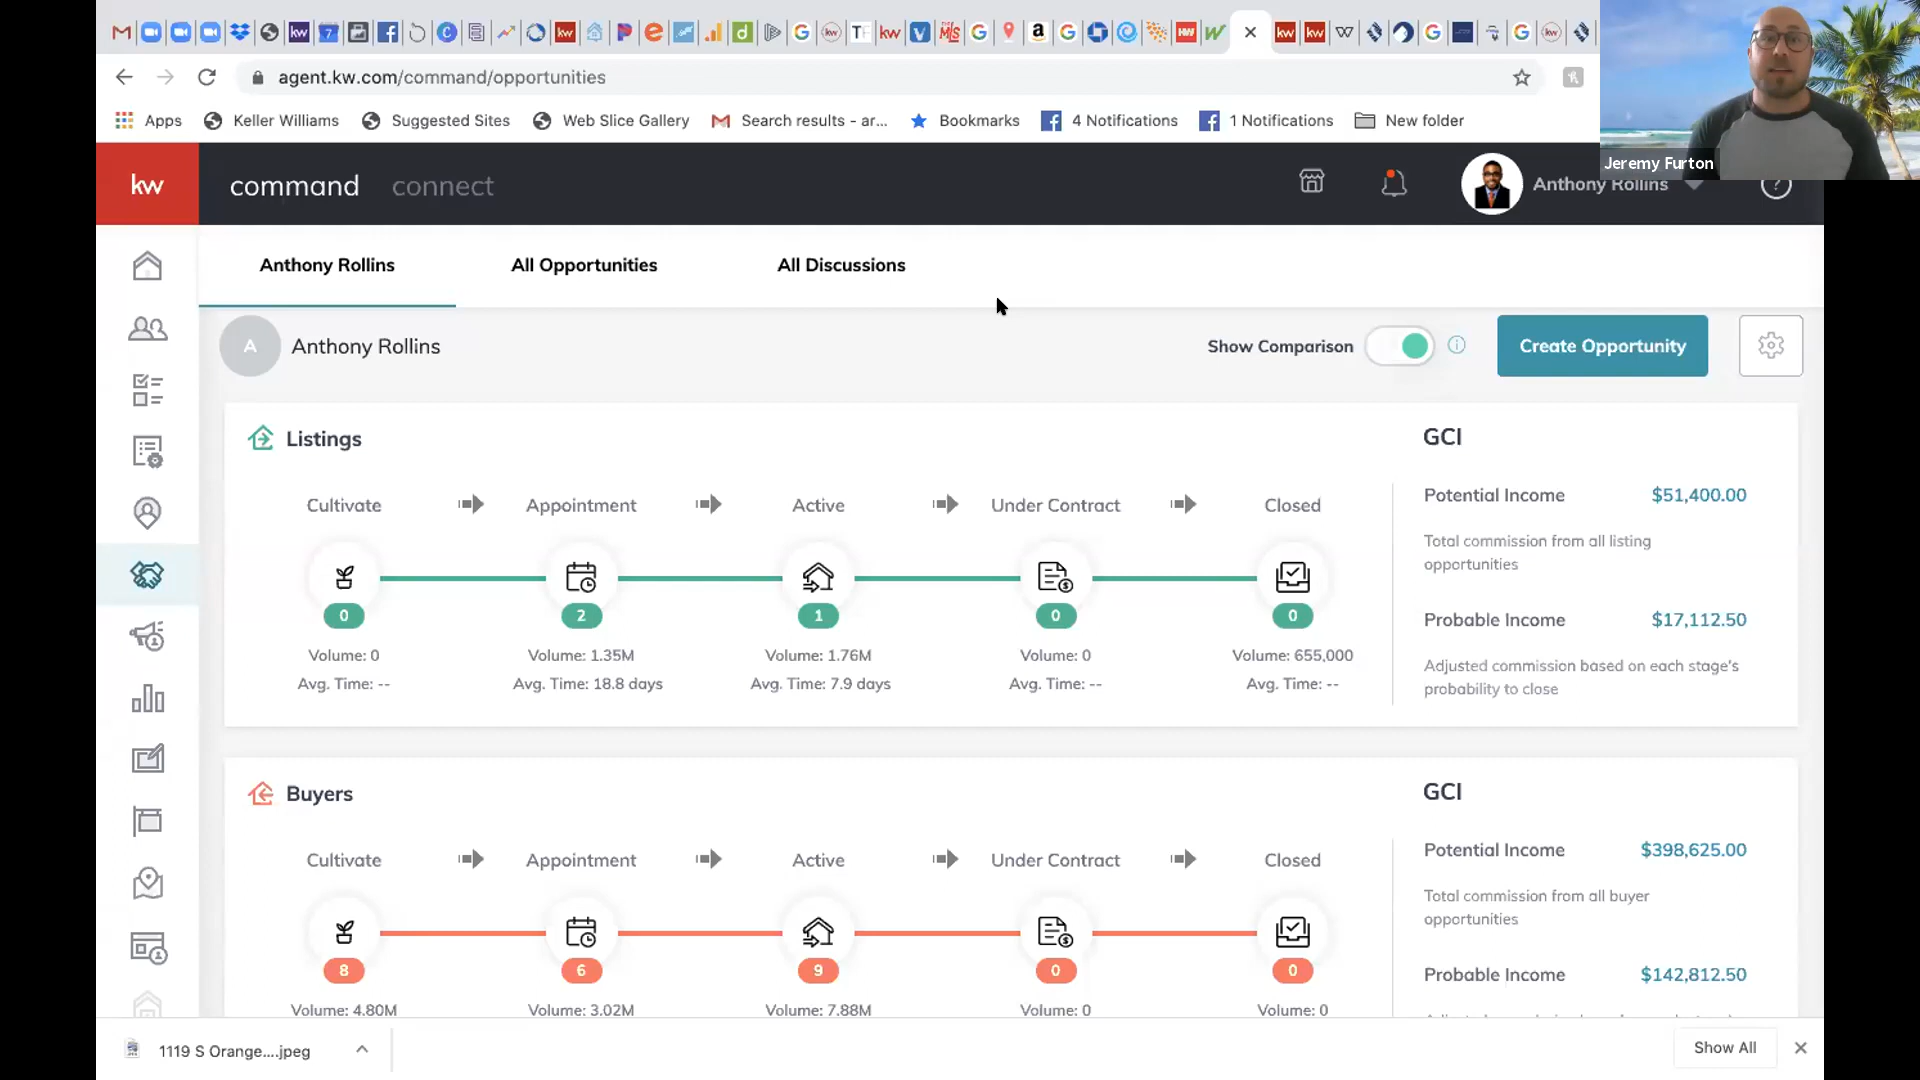 agent.kw.com/command/opportunities
Apps
Keller Williams
Suggested Sites
Web Slice Gallery
Search results - ar...
Bookmarks
4 Notifications
1 Notifications
New folder
Jeremy Furton
kw
command
connect
Anthony Rollins
Anthony Rollins
All Opportunities
All Discussions
A
Anthony Rollins
Show Comparison
Create Opportunity
Listings
Cultivate
Appointment
Active
Under Contract
Closed
0
2
1
0
0
Volume: 0
Volume: 1.35M
Volume: 1.76M
Volume: 0
Volume: 655,000
Avg. Time: --
Avg. Time: 18.8 days
Avg. Time: 7.9 days
Avg. Time: --
Avg. Time: --
GCI
Potential Income
$51,400.00
Total commission from all listing
opportunities
Probable Income
$17,112.50
Adjusted commission based on each stage's
probability to close
Buyers
Cultivate
Appointment
Active
Under Contract
Closed
8
6
9
0
0
Volume: 4.80M
Volume: 3.02M
Volume: 7.88M
Volume: 0
Volume: 0
GCI
Potential Income
$398,625.00
Total commission from all buyer
opportunities
Probable Income
$142,812.50
1119 S Orange....jpeg
Show All